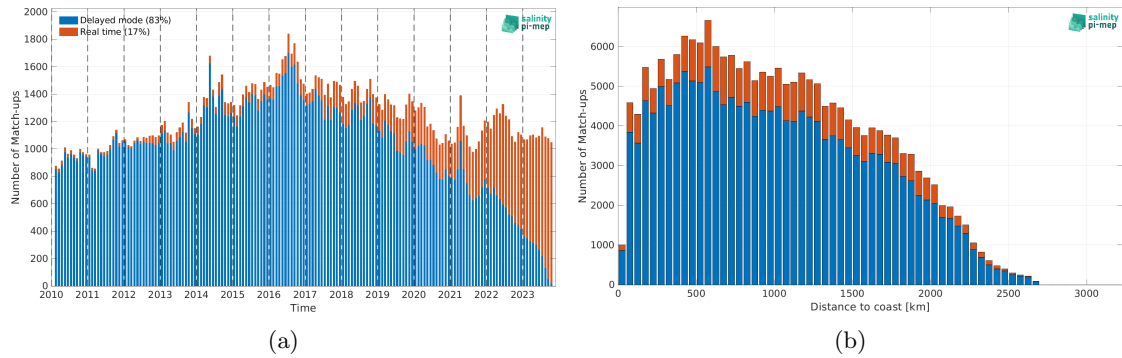 2000
1800
1600
1400
1200
1000
800
600
400
200
0
Number of Match-ups
Delayed mode (83%)
Real time (17%)
salinity
pi-mep
2010 2011 2012 2013 2014 2015 2016 2017 2018 2019 2020 2021 2022 2023
Time
(a)
6000
5000
4000
3000
2000
1000
0
Number of Match-ups
salinity
pi-mep
0 500 1000 1500 2000 2500 3000
Distance to coast [km]
(b)